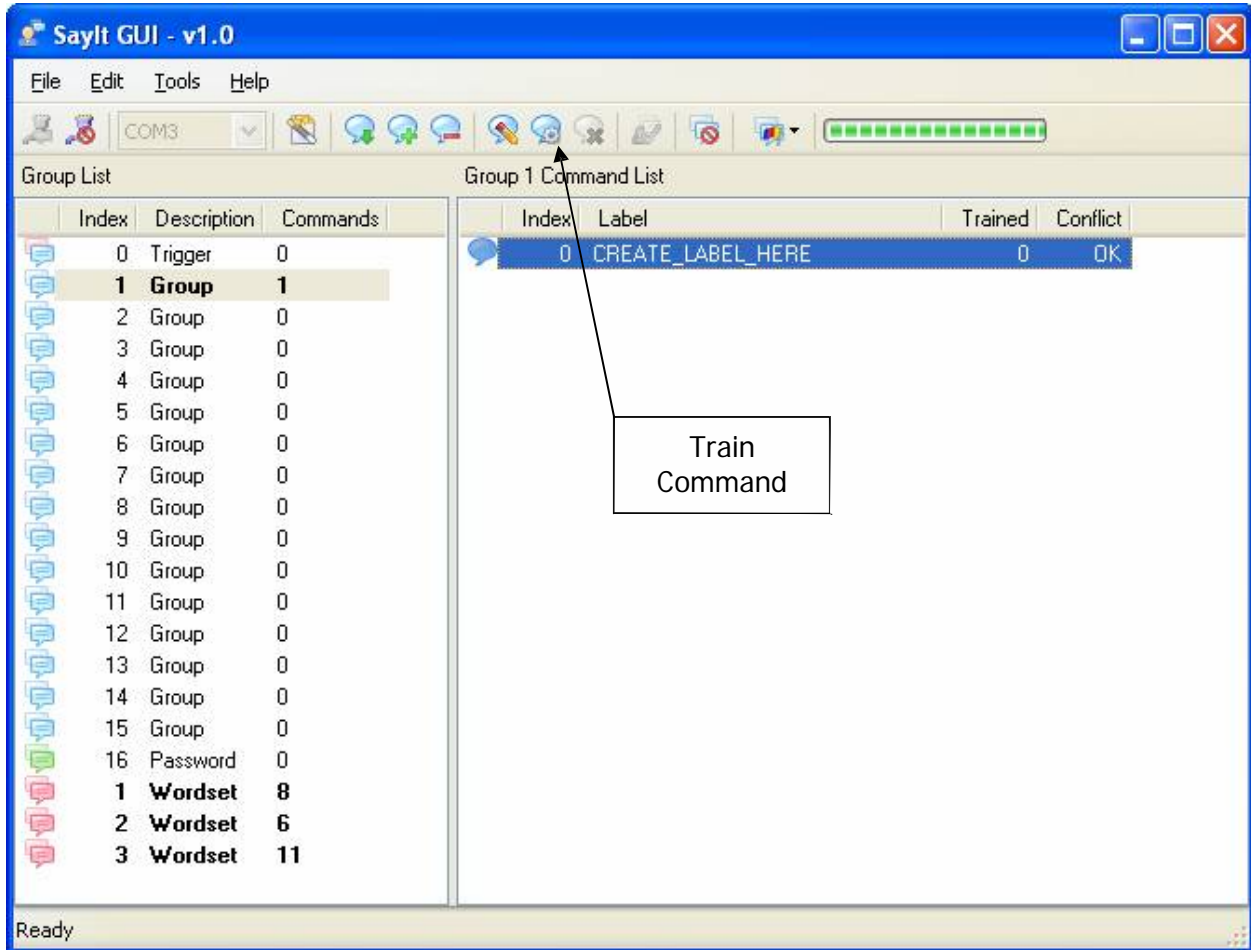 SayIt GUI - v1.0
File Edit Tools Help
COM3
Group List
Group 1 Command List
Index Description Commands
Index Label Trained Conflict
0 Trigger 0
0 CREATE_LABEL_HERE 0 OK
1 Group 1
2 Group 0
3 Group 0
4 Group 0
5 Group 0
6 Group 0
7 Group 0
8 Group 0
9 Group 0
10 Group 0
11 Group 0
12 Group 0
13 Group 0
14 Group 0
15 Group 0
16 Password 0
1 Wordset 8
2 Wordset 6
3 Wordset 11
Train
Command
Ready